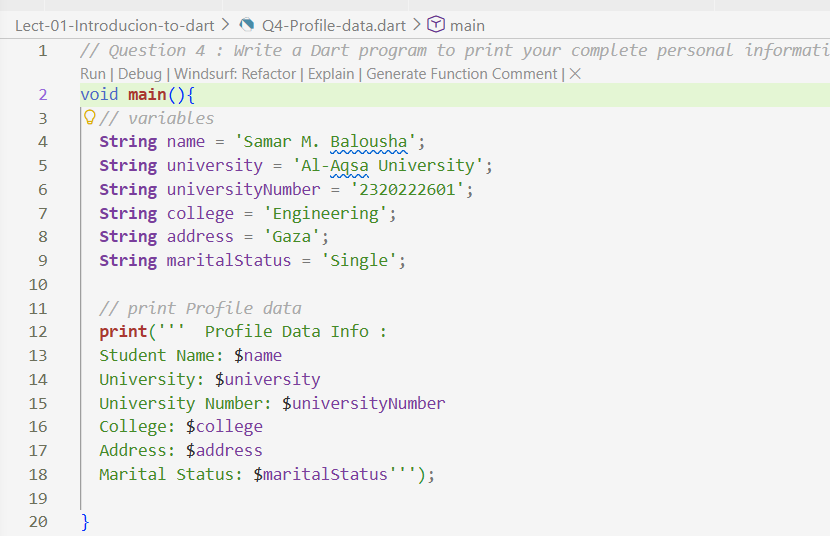 Lect-01-Introducion-to-dart > Q4-Profile-data.dart > main
1 // Question 4 : Write a Dart program to print your complete personal informati
Run | Debug | Windsurf: Refactor | Explain | Generate Function Comment | ×
2 void main(){
3 // variables
4 String name = 'Samar M. Balousha';
5 String university = 'Al-Aqsa University';
6 String universityNumber = '2320222601';
7 String college = 'Engineering';
8 String address = 'Gaza';
9 String maritalStatus = 'Single';
10
11 // print Profile data
12 print('''  Profile Data Info :
13 Student Name: $name
14 University: $university
15 University Number: $universityNumber
16 College: $college
17 Address: $address
18 Marital Status: $maritalStatus''');
19
20 }